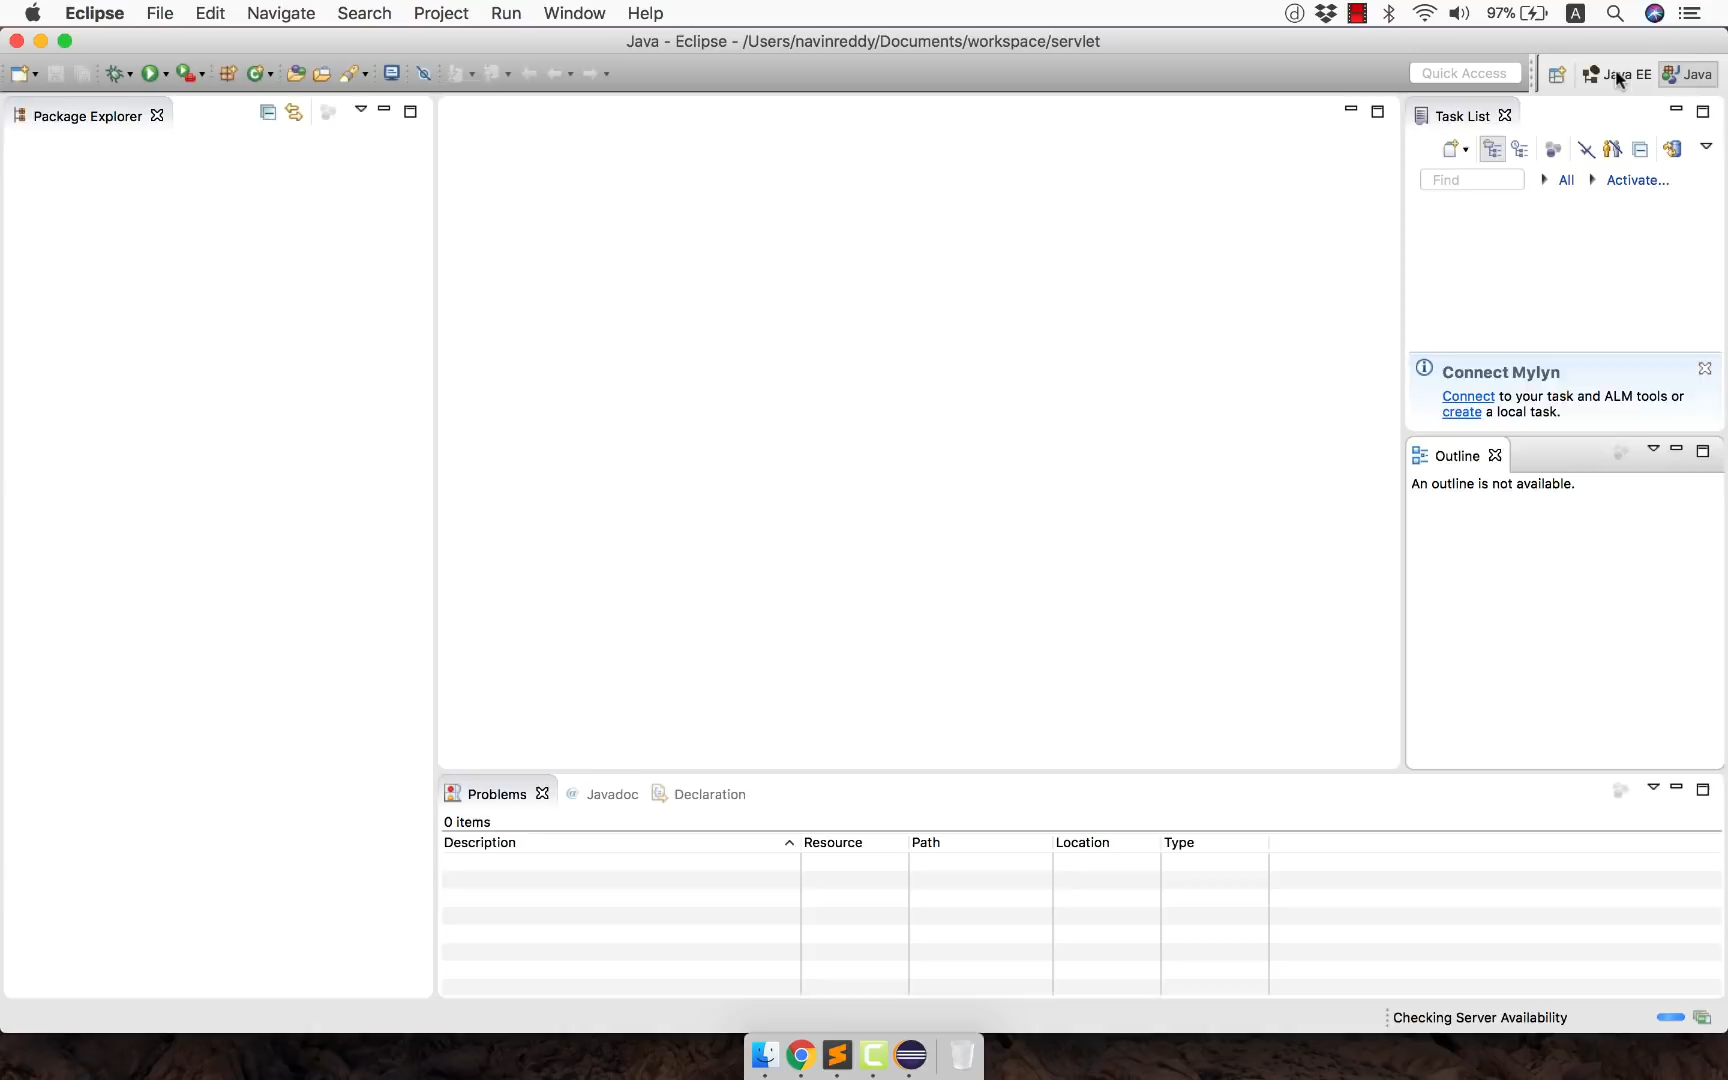 Eclipse File Edit Navigate Search Project Run Window Help 97% A
Java - Eclipse - /Users/navinreddy/Documents/workspace/servlet
Quick Access Java EE Java
Package Explorer
Task List
Find All Activate...
Connect Mylyn
Connect to your task and ALM tools or
create a local task.
Outline
An outline is not available.
Problems Javadoc Declaration
0 items
Description Resource Path Location Type
Checking Server Availability